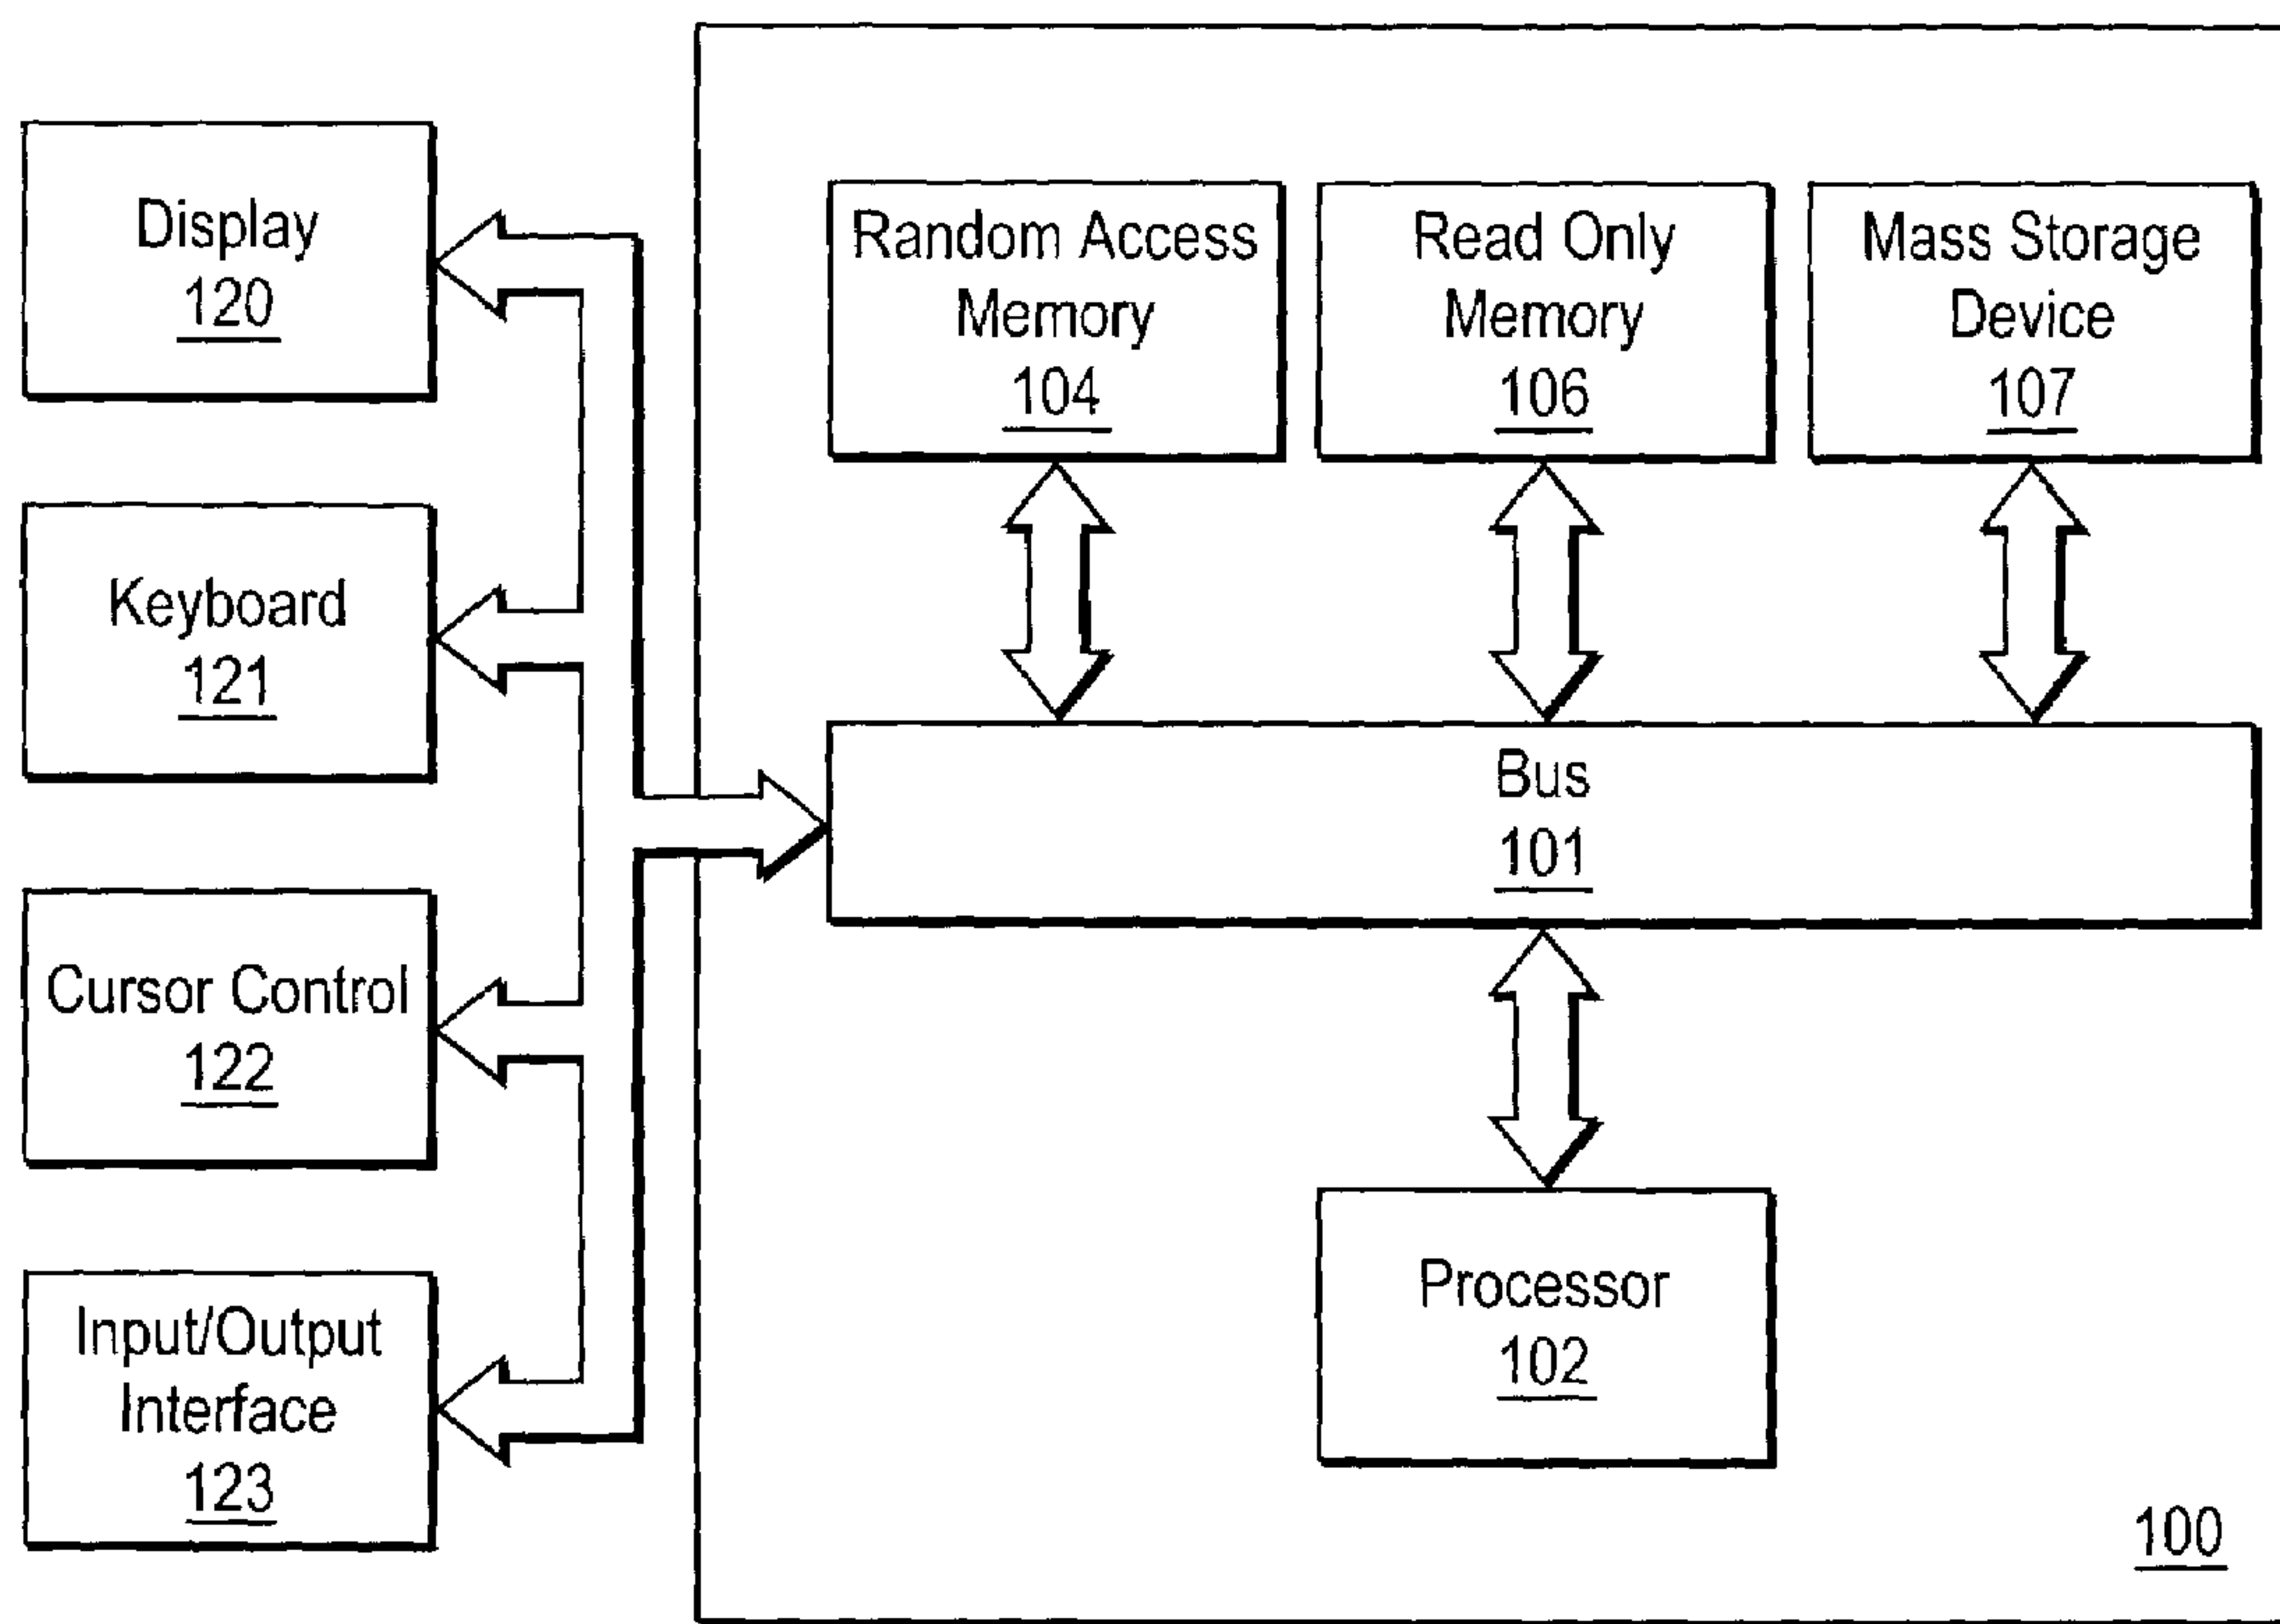 Display
120
Keyboard
121
Cursor Control
122
Input/Output
Interface
123
Random Access
Memory
104
Read Only
Memory
106
Mass Storage
Device
107
Bus
101
Processor
102
100